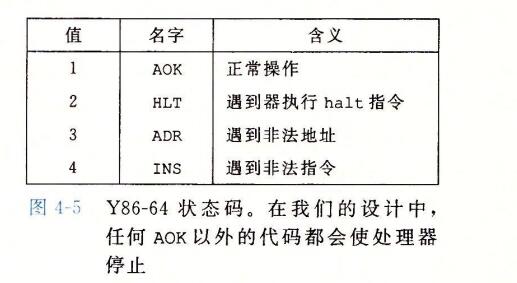 值 名字 含义
1 AOK 正常操作
2 HLT 遇到器执行 halt 指令
3 ADR 遇到非法地址
4 INS 遇到非法指令
图 4-5 Y86-64 状态码。在我们的设计中，
任何 AOK 以外的代码都会使处理器
停止